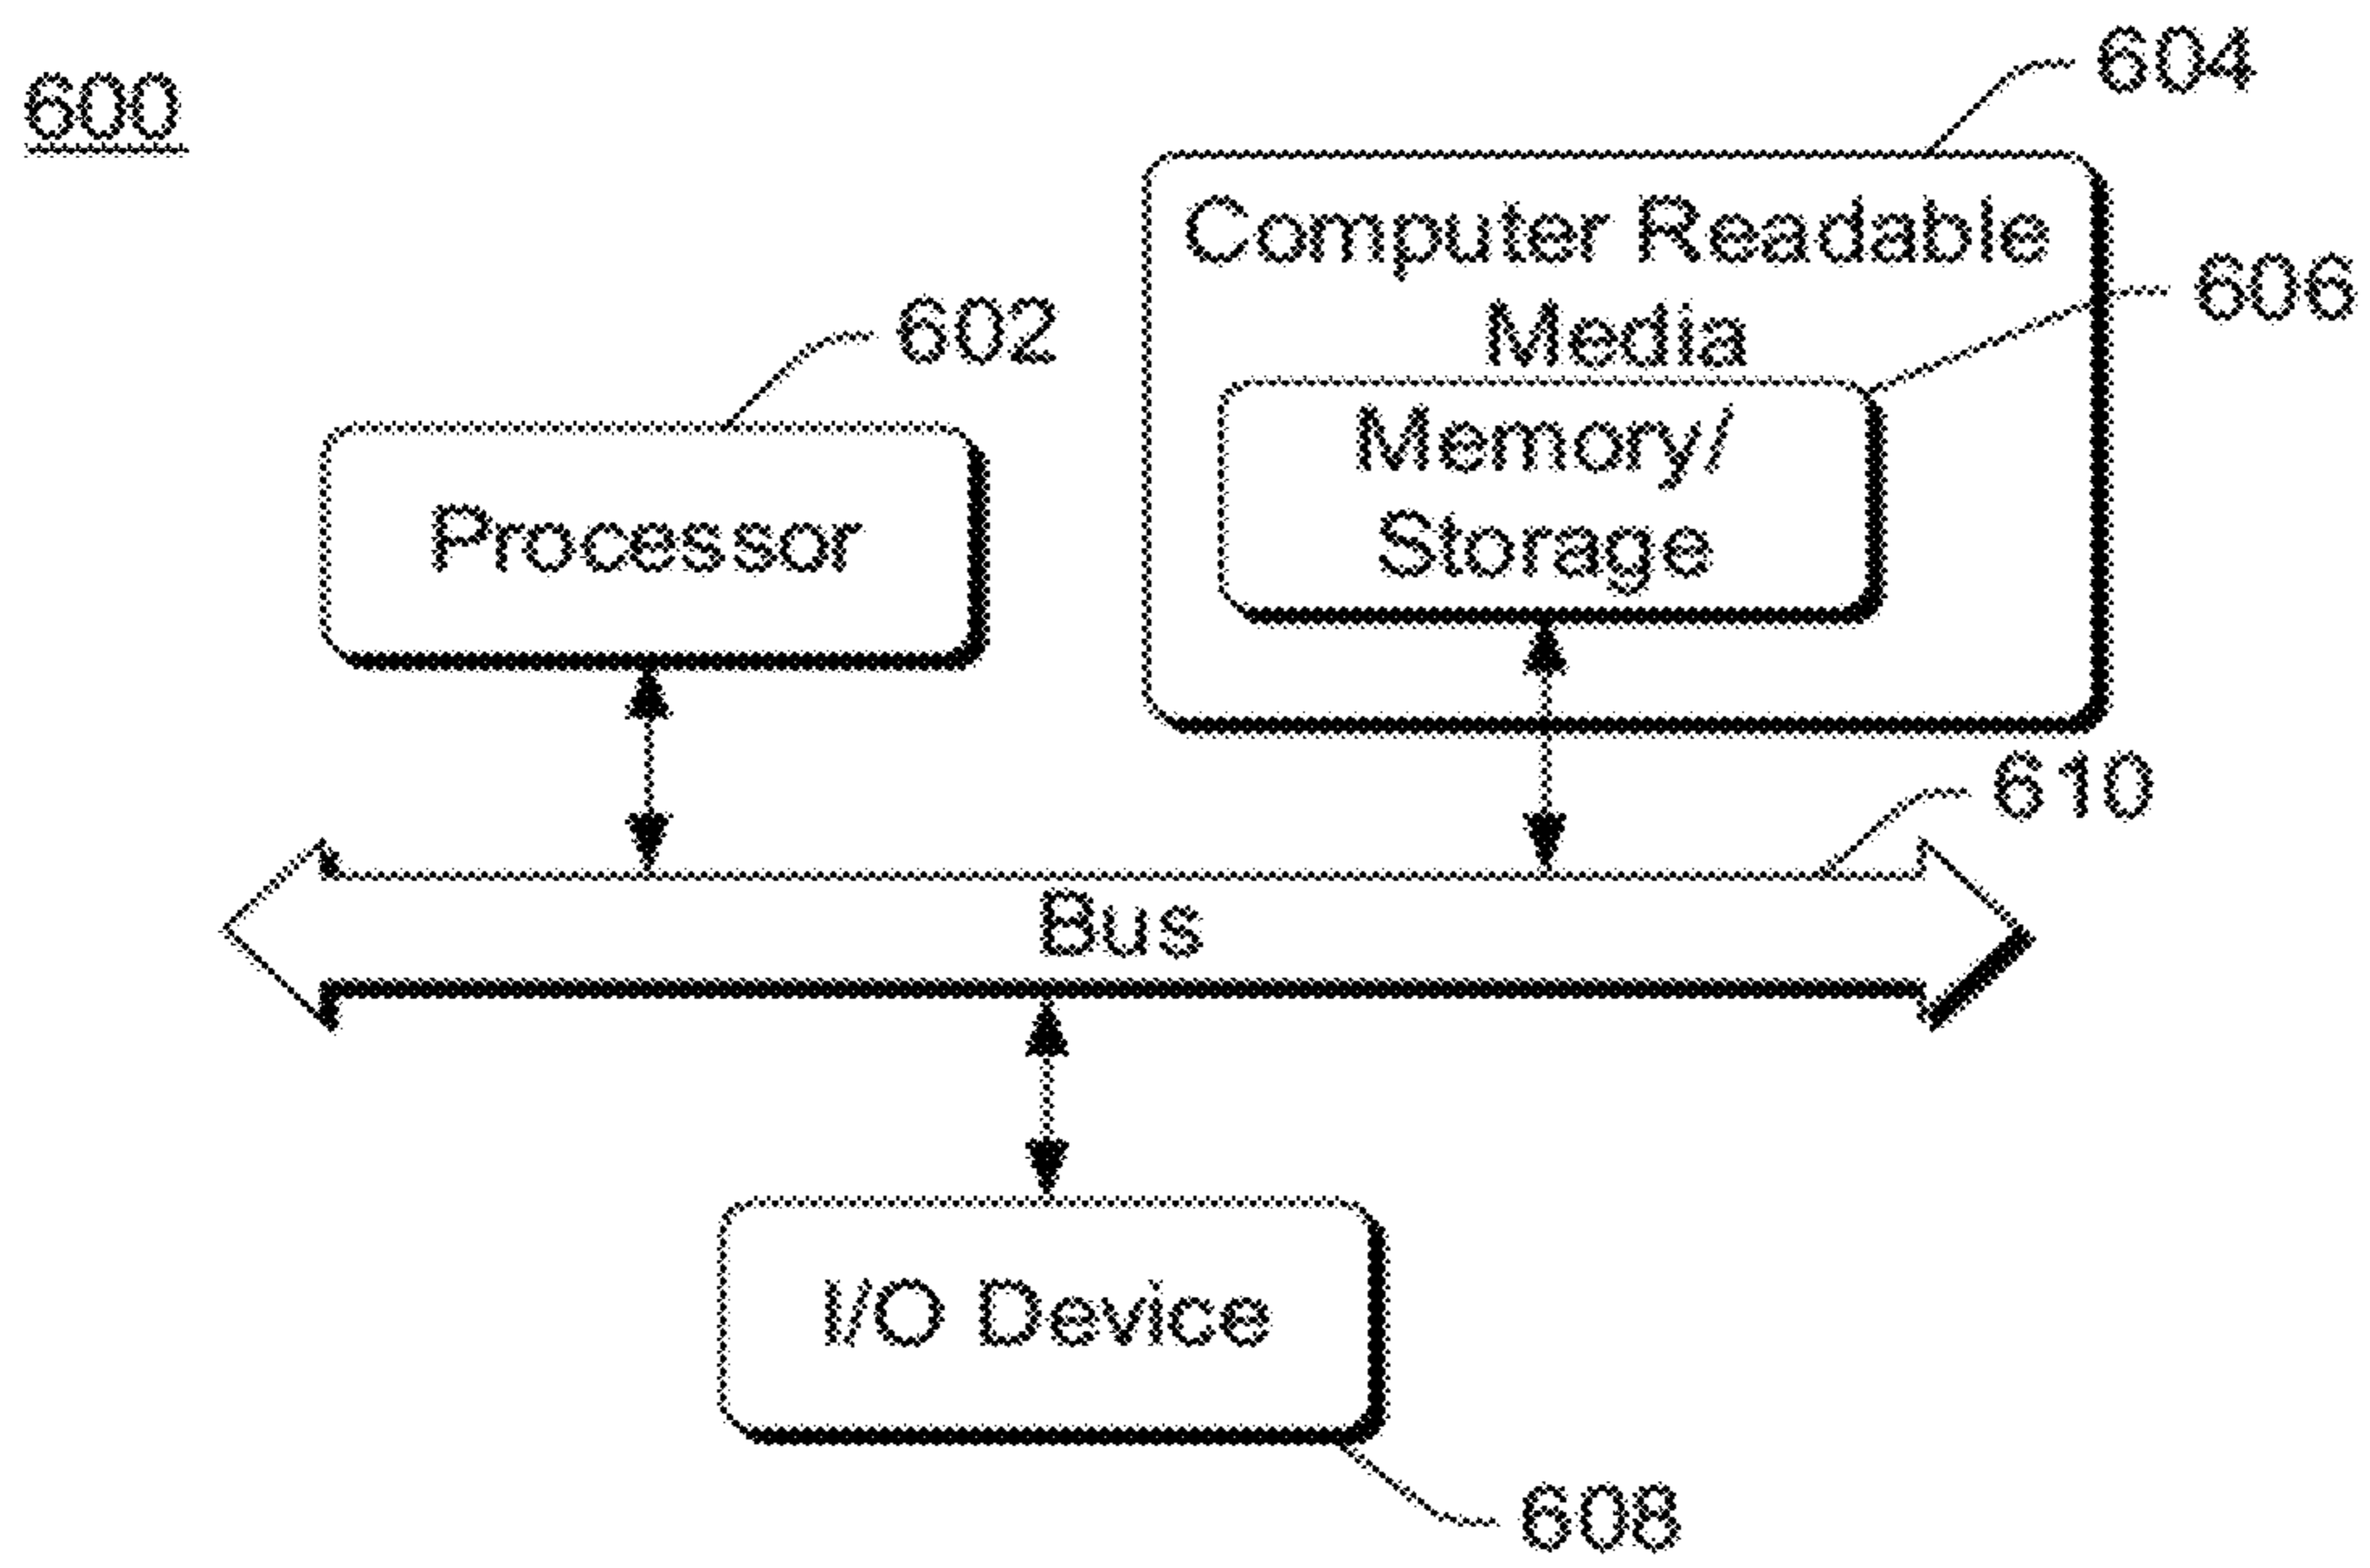 600
604
Computer Readable
Media
606
602
Memory/
Storage
Processor
610
Bus
I/O Device
608